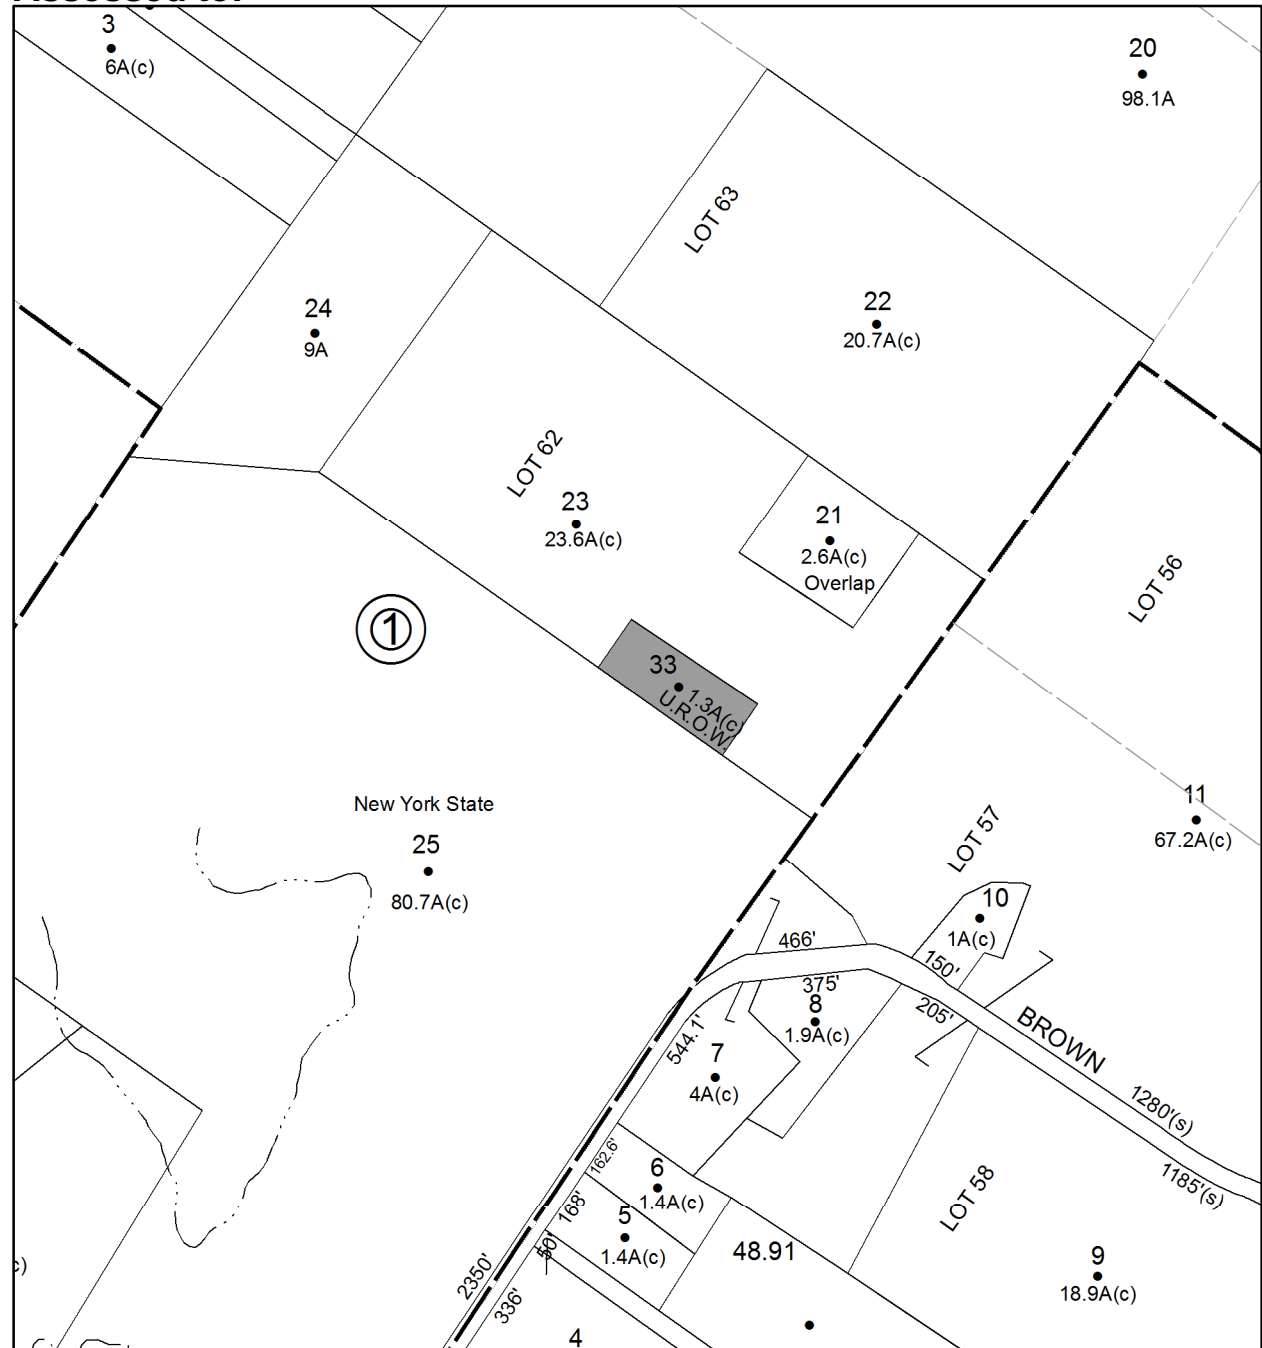 Assessed to:
3
6A(c)
20
98.1A
LOT 63
24
9A
22
20.7A(c)
LOT 62
23
23.6A(c)
21
2.6A(c)
Overlap
LOT 56
1
33
1.3A(c)
U.R.O.W.
New York State
25
80.7A(c)
LOT 57
11
67.2A(c)
10
1A(c)
466'
150'
375'
8
1.9A(c)
205'
BROWN
544.1'
7
4A(c)
1280'(s)
1185'(s)
162.6'
6
1.4A(c)
168'
5
1.4A(c)
50'
LOT 58
48.91
9
18.9A(c)
2350'
336'
4